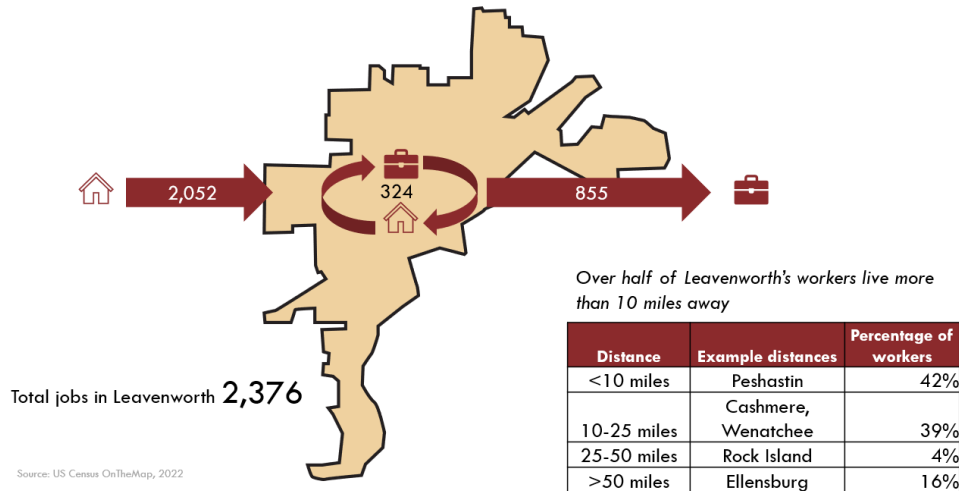 2,052
324
855
Over half of Leavenworth's workers live more
than 10 miles away
Distance Example distances Percentage of workers
<10 miles Peshastin 42%
10-25 miles Cashmere, Wenatchee 39%
25-50 miles Rock Island 4%
>50 miles Ellensburg 16%
Total jobs in Leavenworth 2,376
Source: US Census OnTheMap, 2022